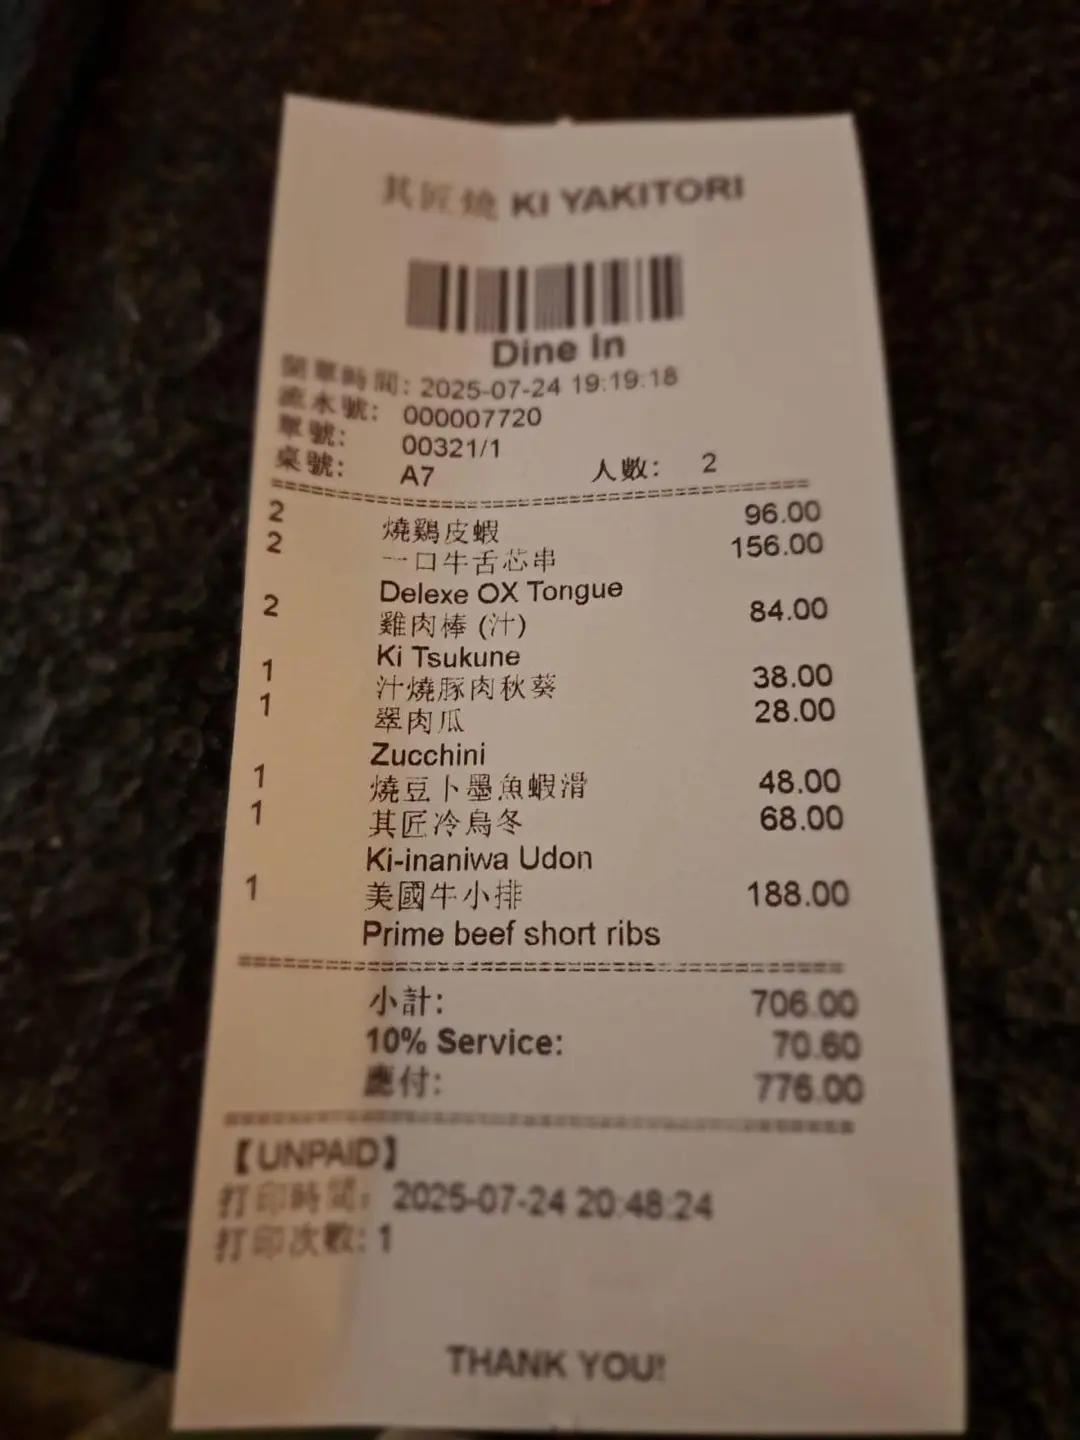 其匠燒 KI YAKITORI
Dine In
開單時間: 2025-07-24 19:19:18
流水號: 000007720
單號: 00321/1
桌號: A7 人數: 2
2 燒鷄皮蝦 96.00
2 一口牛舌芯串 156.00
Delexe OX Tongue
2 雞肉棒 (汁) 84.00
Ki Tsukune
1 汁燒豚肉秋葵 38.00
1 翠肉瓜 28.00
Zucchini
1 燒豆卜墨魚蝦滑 48.00
1 其匠冷烏冬 68.00
Ki-inaniwa Udon
1 美國牛小排 188.00
Prime beef short ribs
小計: 706.00
10% Service: 70.60
應付: 776.00
【UNPAID】
打印時間: 2025-07-24 20:48:24
打印次數: 1
THANK YOU!